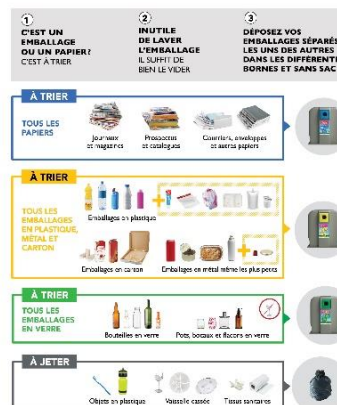 1
C'EST UN
EMBALLAGE
OU UN PAPIER?
C'EST À TRIER
2
INUTILE
DE LAVER
L'EMBALLAGE
IL SUFFIT DE
BIEN LE VIDER
3
DÉPOSEZ VOS
EMBALLAGES SÉPARÉS
LES UNS DES AUTRES
DANS LES DIFFÉRENTE
BORNES ET SANS SAC
À TRIER
TOUS LES
PAPIERS
Journaux
et magazines
Prospectus
et catalogues
Courriers, enveloppes
et autres papiers
À TRIER
TOUS LES
EMBALLAGES
EN PLASTIQUE,
MÉTAL ET
CARTON
Emballages en plastique
Emballages en carton
Emballages en métal même les plus petits
À TRIER
TOUS LES
EMBALLAGES
EN VERRE
Bouteilles en verre
Pots, bocaux et flacons en verre
À JETER
Objets en plastique
Vaisselle cassée
Tissus sanitaires